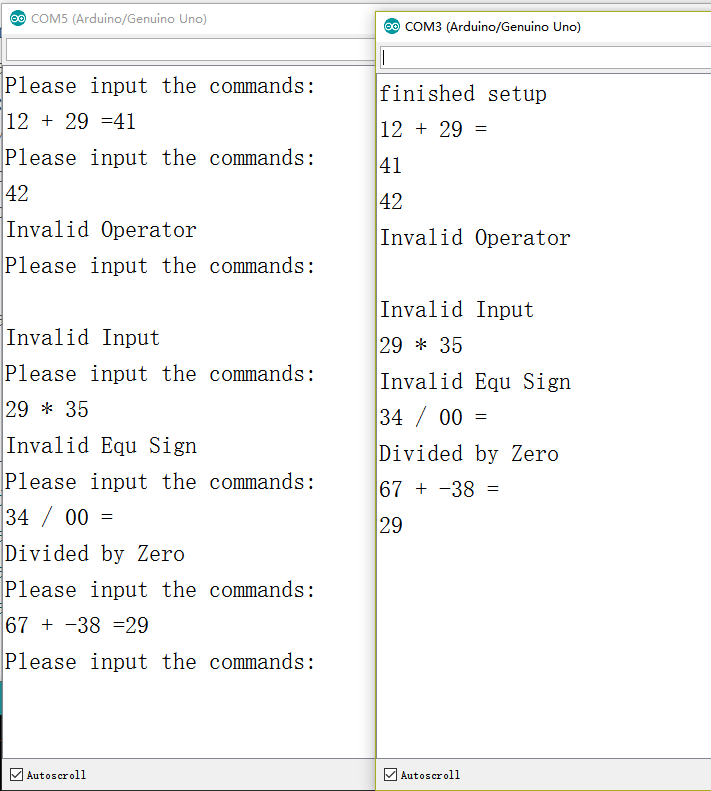 COM5 (Arduino/Genuino Uno)
Please input the commands:
12 + 29 =41
Please input the commands:
42
Invalid Operator
Please input the commands:
Invalid Input
Please input the commands:
29 * 35
Invalid Equ Sign
Please input the commands:
34 / 00 =
Divided by Zero
Please input the commands:
67 + -38 =29
Please input the commands:
Autoscroll
COM3 (Arduino/Genuino Uno)
finished setup
12 + 29 =
41
42
Invalid Operator
Invalid Input
29 * 35
Invalid Equ Sign
34 / 00 =
Divided by Zero
67 + -38 =
29
Autoscroll